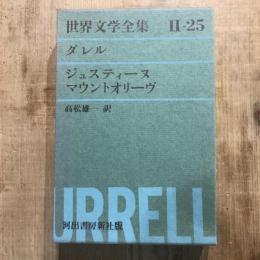 世界文学全集 II-25
ダレル
ジュスティーヌ
マウントオリーヴ
高松雄一 訳
URRELL
河出書房新社版